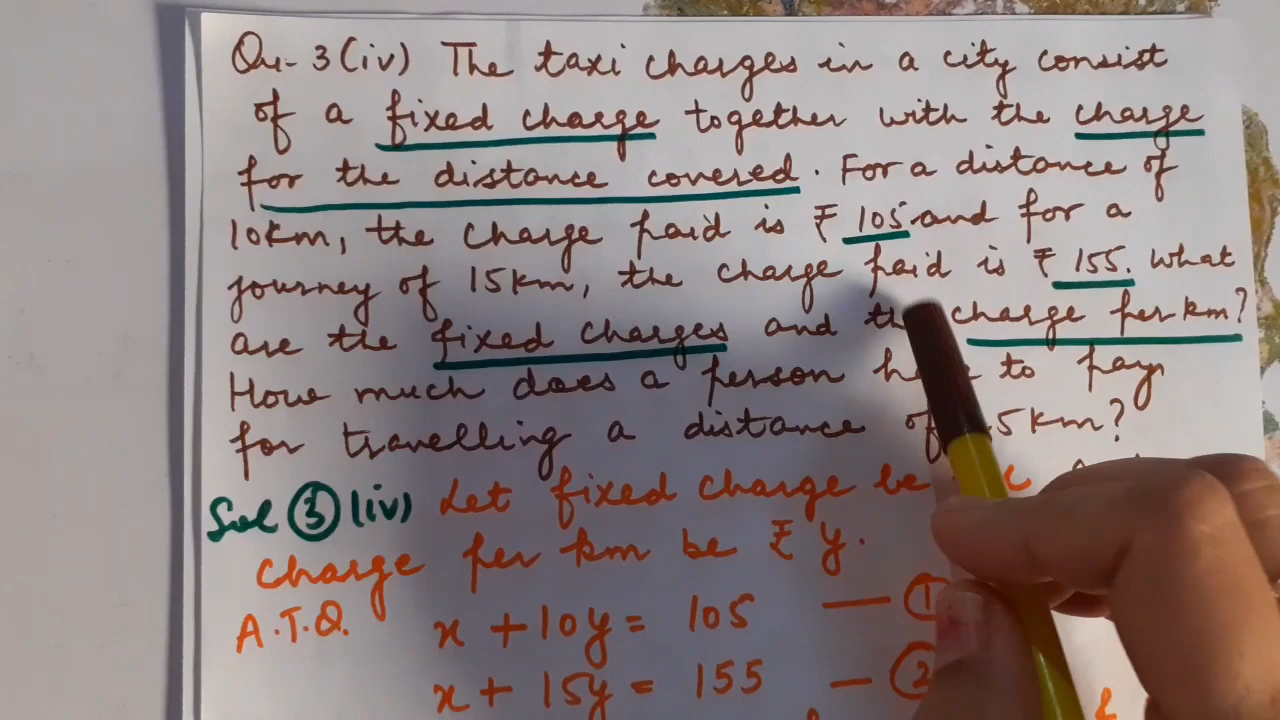 Qu- 3(iv) The taxi charges in a city consist
of a fixed charge together with the charge
for the distance covered. For a distance of
10km, the charge paid is ₹ 105 and for a
journey of 15km, the charge paid is ₹ 155. What
are the fixed charges and charge per km?
How much does a person to pay
for travelling a distance of 5km?
Sol ③ (iv) Let fixed charge be
charge per km be ₹ y.
A.T.Q. x + 10y = 105 — ①
x + 15y = 155 — ②